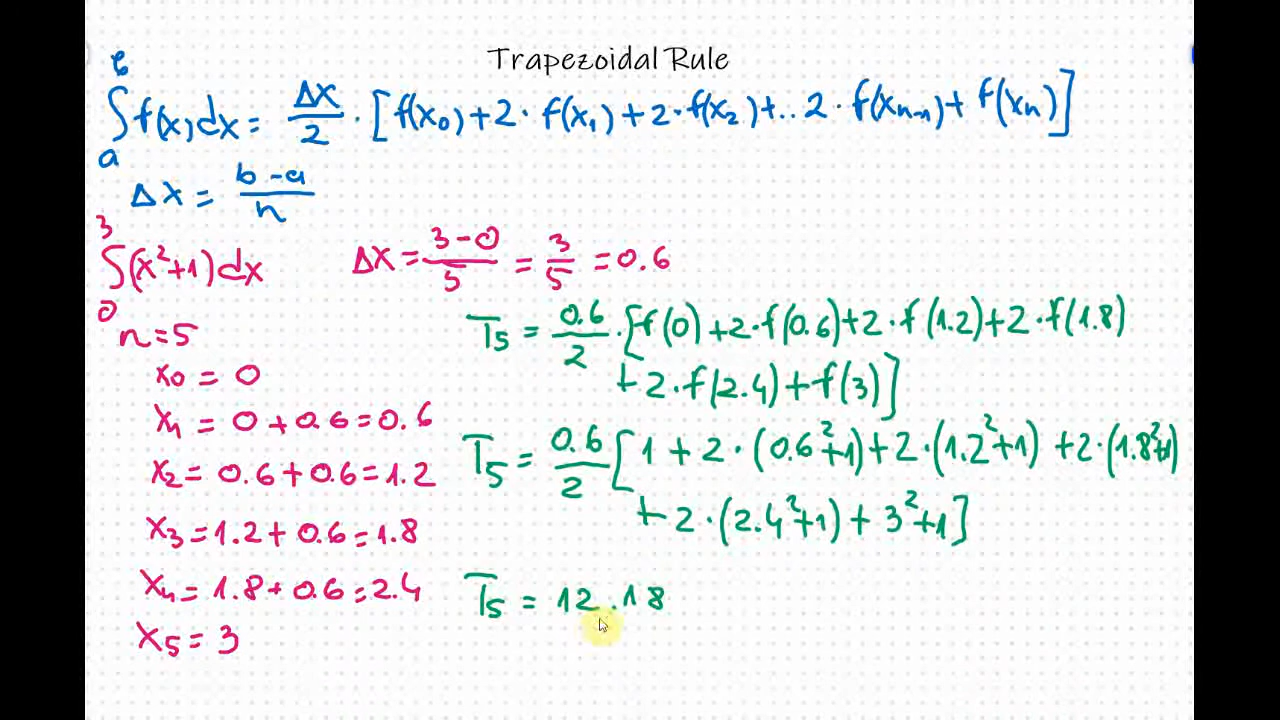 Trapezoidal Rule
∫ₐᵇ f(x)dx = Δx/2 · [f(x₀) + 2 · f(x₁) + 2 · f(x₂) + .. 2 · f(xₙ₋₁) + f(xₙ)]
Δx = (b-a)/n
∫₀³ (x²+1)dx
Δx = (3-0)/5 = 3/5 = 0.6
n = 5
x₀ = 0
x₁ = 0 + 0.6 = 0.6
x₂ = 0.6 + 0.6 = 1.2
x₃ = 1.2 + 0.6 = 1.8
x₄ = 1.8 + 0.6 = 2.4
x₅ = 3
T₅ = 0.6/2 · [f(0) + 2 · f(0.6) + 2 · f(1.2) + 2 · f(1.8)
+ 2 · f(2.4) + f(3)]
T₅ = 0.6/2 [1 + 2 · (0.6²+1) + 2 · (1.2²+1) + 2 · (1.8²+1)
+ 2 · (2.4²+1) + 3²+1]
T₅ = 12.18